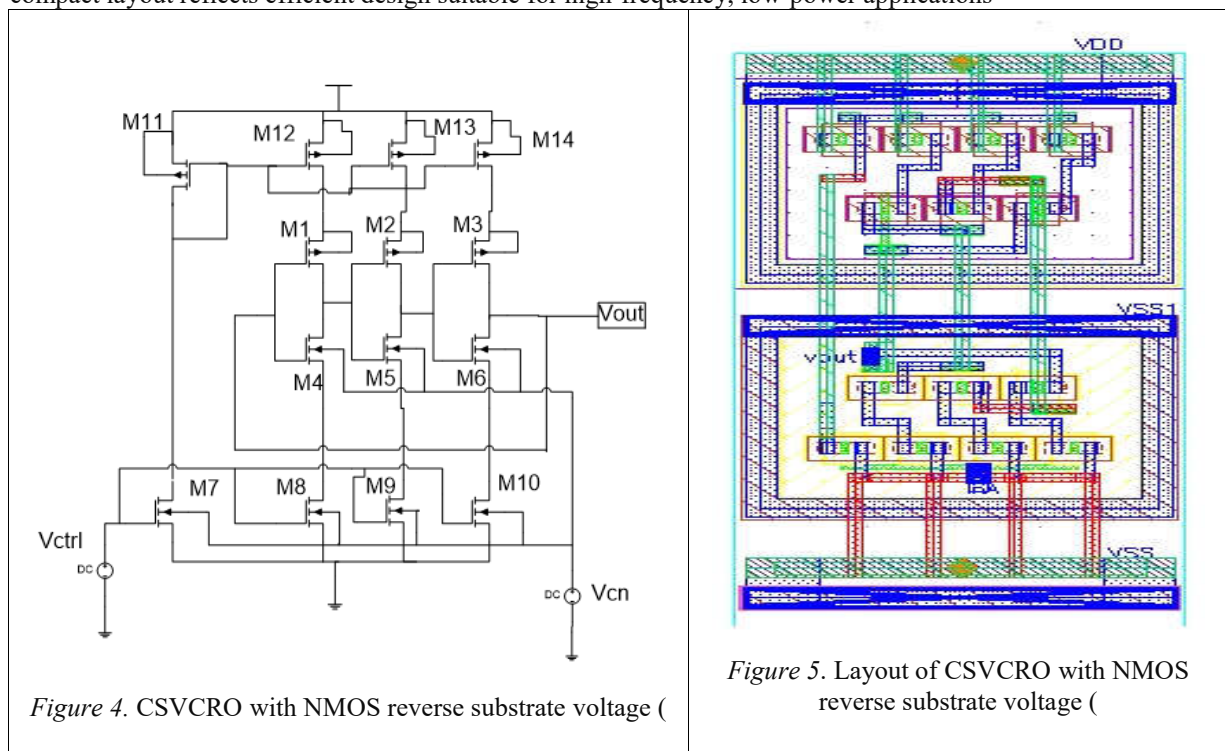 compact layout reflects efficient design suitable for high-frequency, low-power applications
M11
M12
M13
M14
M1
M2
M3
Vout
M4
M5
M6
M7
M8
M9
M10
Vctrl
DC
DC
Vcn
Figure 4. CSVCRO with NMOS reverse substrate voltage (
VDD
VSS1
vout
VSS
Figure 5. Layout of CSVCRO with NMOS
reverse substrate voltage (